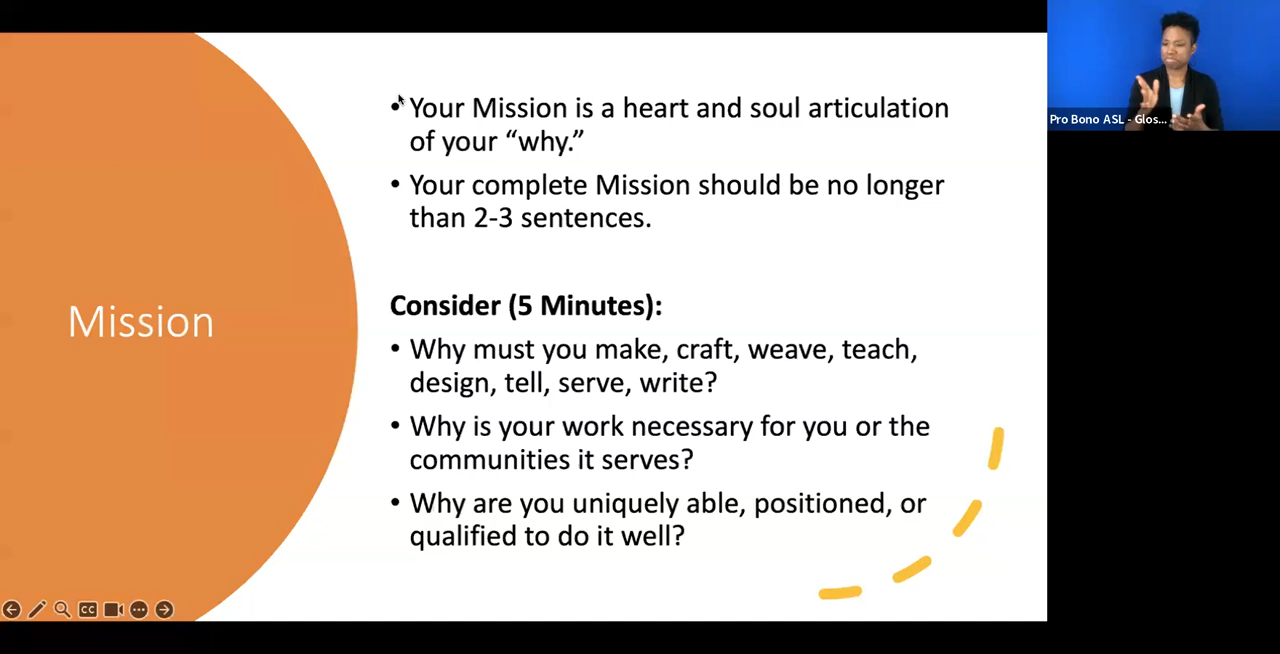 Mission
• Your Mission is a heart and soul articulation
of your “why.”
• Your complete Mission should be no longer
than 2-3 sentences.
Consider (5 Minutes):
• Why must you make, craft, weave, teach,
design, tell, serve, write?
• Why is your work necessary for you or the
communities it serves?
• Why are you uniquely able, positioned, or
qualified to do it well?
CC
Pro Bono ASL - Glos...